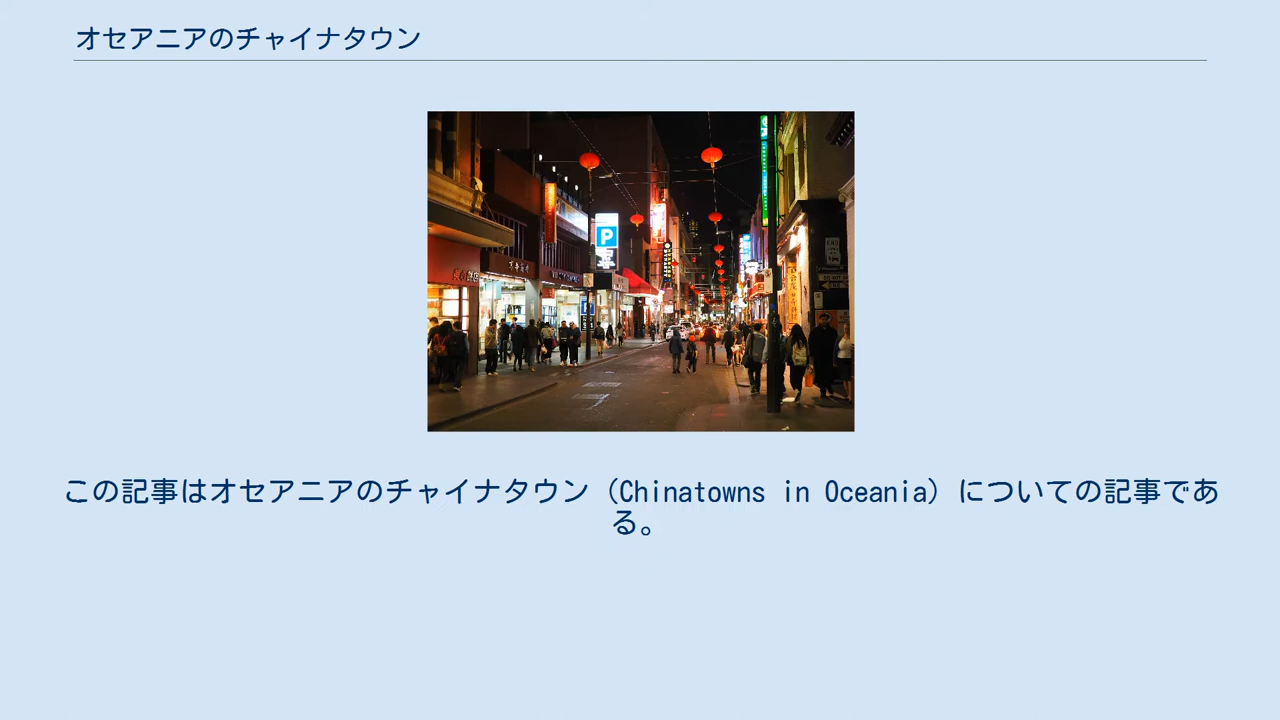 オセアニアのチャイナタウン
P
この記事はオセアニアのチャイナタウン（Chinatowns in Oceania）についての記事であ
る。